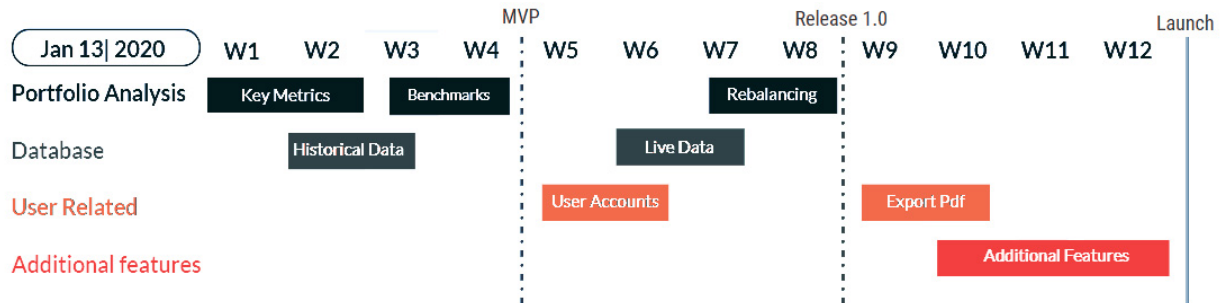 MVP
Release 1.0
Launch
Jan 13| 2020 W1 W2 W3 W4 W5 W6 W7 W8 W9 W10 W11 W12
Portfolio Analysis Key Metrics Benchmarks Rebalancing
Database Historical Data Live Data
User Related User Accounts Export Pdf
Additional features Additional Features